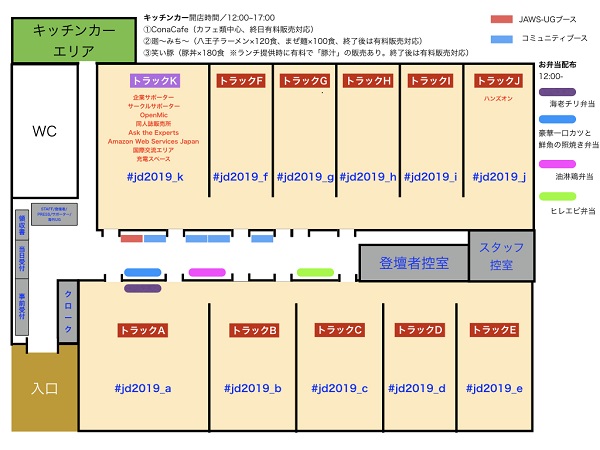 キッチンカー
エリア
キッチンカー開店時間／12:00–17:00
①ConaCafe（カフェ類中心、終日有料販売対応）
②廻〜みち〜（八王子ラーメン×120食、まぜ麺×100食、終了後は有料販売対応）
③笑い豚（豚丼×180食　※ランチ提供時に有料で「豚汁」の販売あり。終了後は有料販売対応）
JAWS-UGブース
コミュニティブース
お弁当配布
12:00-
海老チリ弁当
豪華一口カツと
鮮魚の照焼き弁当
油淋鶏弁当
ヒレエビ弁当
WC
トラックK
企業サポーター
サークルサポーター
OpenMic
同人誌販売所
Ask the Experts
Amazon Web Services Japan
国際交流エリア
充電スペース
#jd2019_k
トラックF
#jd2019_f
トラックG
#jd2019_g
トラックH
#jd2019_h
トラックI
#jd2019_i
トラックJ
ハンズオン
#jd2019_j
STAFF/登壇者/
PRESS/サポーター/
領収書
当日受付
事前受付
クローク
登壇者控室
スタッフ
控室
トラックA
#jd2019_a
トラックB
#jd2019_b
トラックC
#jd2019_c
トラックD
#jd2019_d
トラックE
#jd2019_e
入口